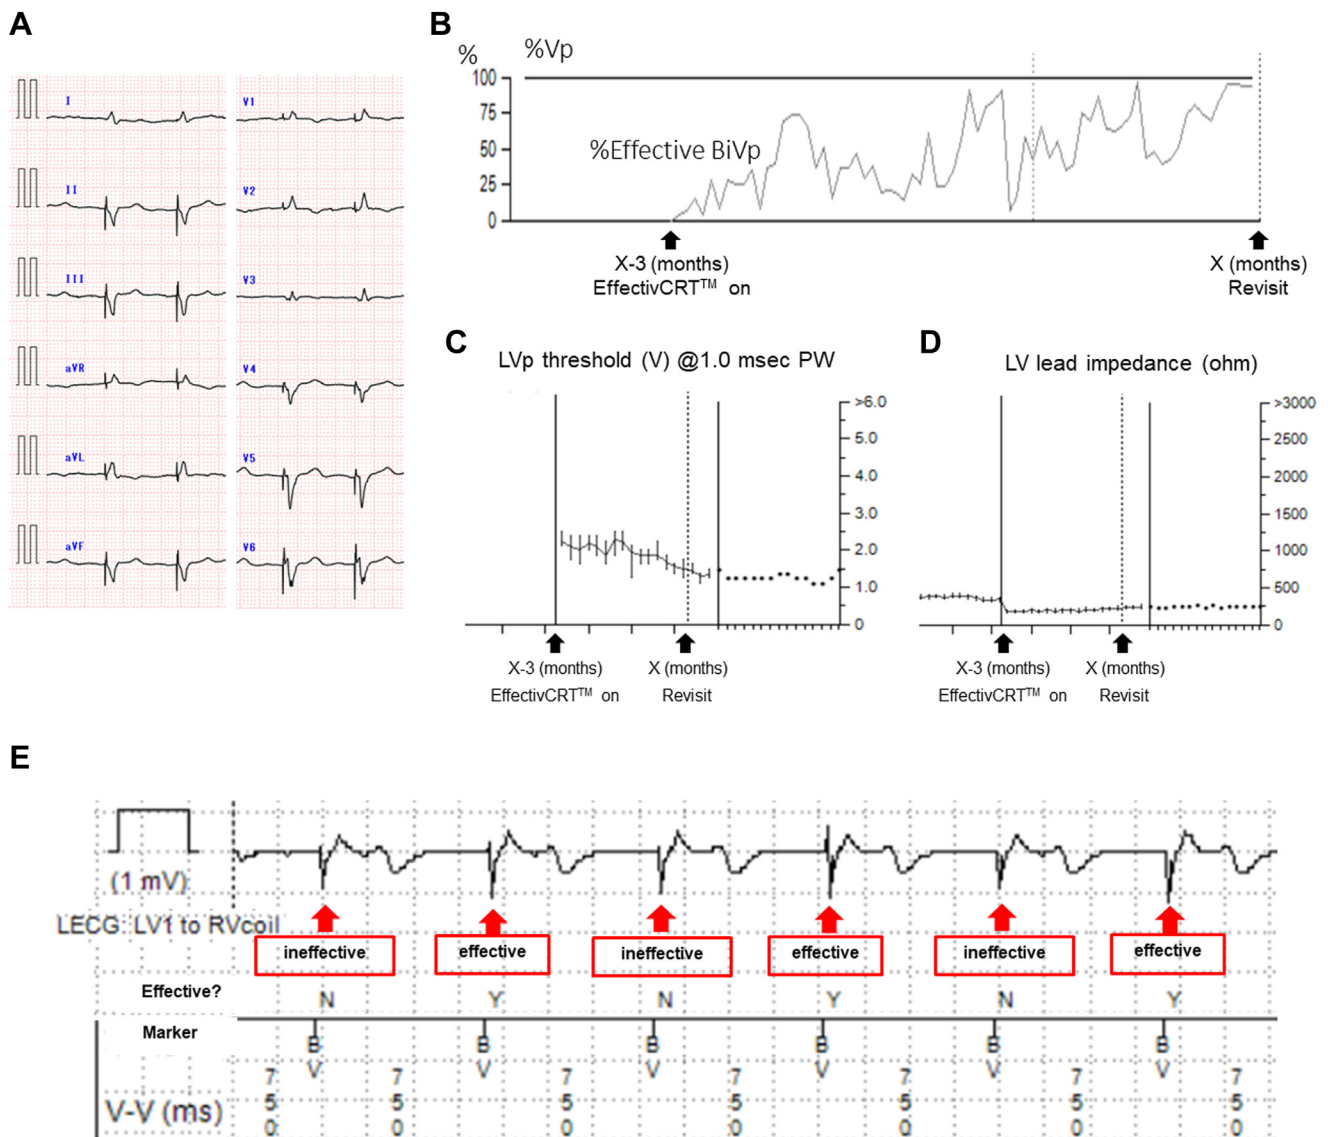 A
I
II
III
aVR
aVL
aVF
V1
V2
V3
V4
V5
V6
B
%
%Vp
100
75
50
25
0
%Effective BiVp
X-3 (months)
EffectivCRT™ on
X (months)
Revisit
C
LVp threshold (V) @1.0 msec PW
>6.0
5.0
4.0
3.0
2.0
1.0
0
X-3 (months)
EffectivCRT™ on
X (months)
Revisit
D
LV lead impedance (ohm)
>3000
2500
2000
1500
1000
500
0
X-3 (months)
EffectivCRT™ on
X (months)
Revisit
E
(1 mV)
LECG: LV1 to RVcoil
ineffective effective ineffective effective ineffective effective
Effective? N Y N Y N Y
Marker
B V B V B V B V B V B V
V-V (ms) 750 750 750 750 750 750 750